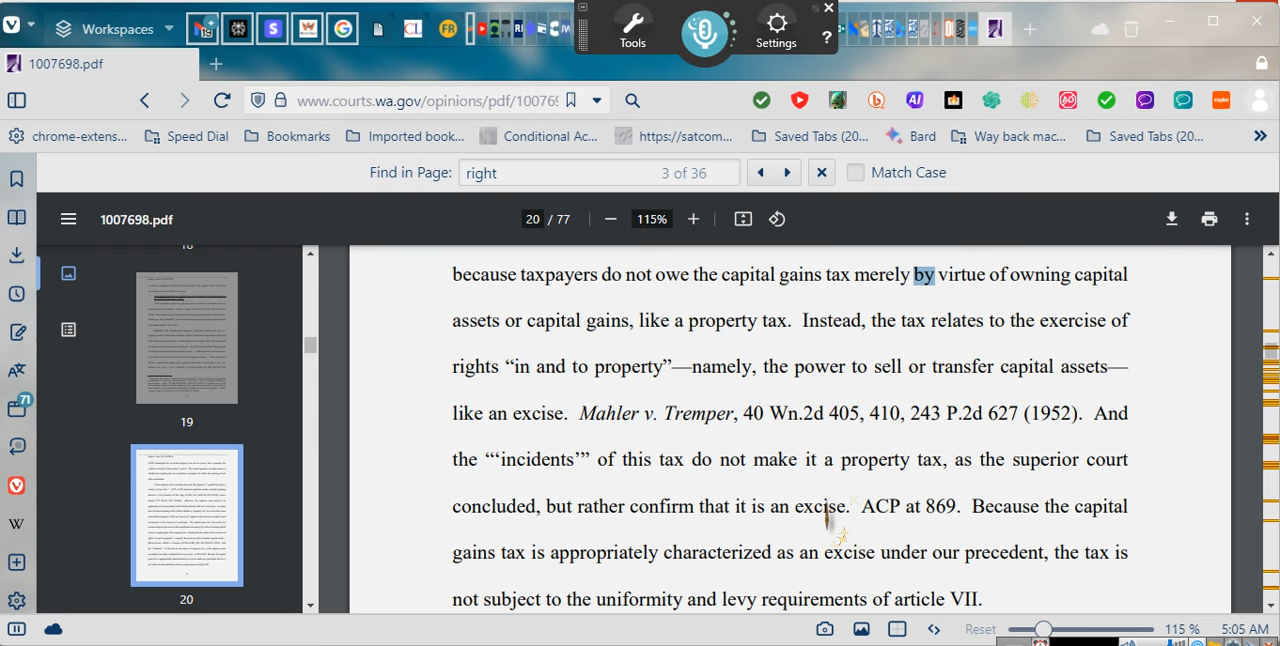 Workspaces
19
S
CL
FR
Tools
Settings
?
1007698.pdf
www.courts.wa.gov/opinions/pdf/10076
chrome-extens...
Speed Dial
Bookmarks
Imported book...
Conditional Ac...
https://satcom...
Saved Tabs (20...
Bard
Way back mac...
Saved Tabs (20...
Find in Page:
right
3 of 36
Match Case
1007698.pdf
20 / 77
115%
19
20
71
W
because taxpayers do not owe the capital gains tax merely by virtue of owning capital
assets or capital gains, like a property tax. Instead, the tax relates to the exercise of
rights “in and to property”—namely, the power to sell or transfer capital assets—
like an excise. Mahler v. Tremper, 40 Wn.2d 405, 410, 243 P.2d 627 (1952). And
the “‘“incidents”’” of this tax do not make it a property tax, as the superior court
concluded, but rather confirm that it is an excise. ACP at 869. Because the capital
gains tax is appropriately characterized as an excise under our precedent, the tax is
not subject to the uniformity and levy requirements of article VII.
Reset
115 %
5:05 AM